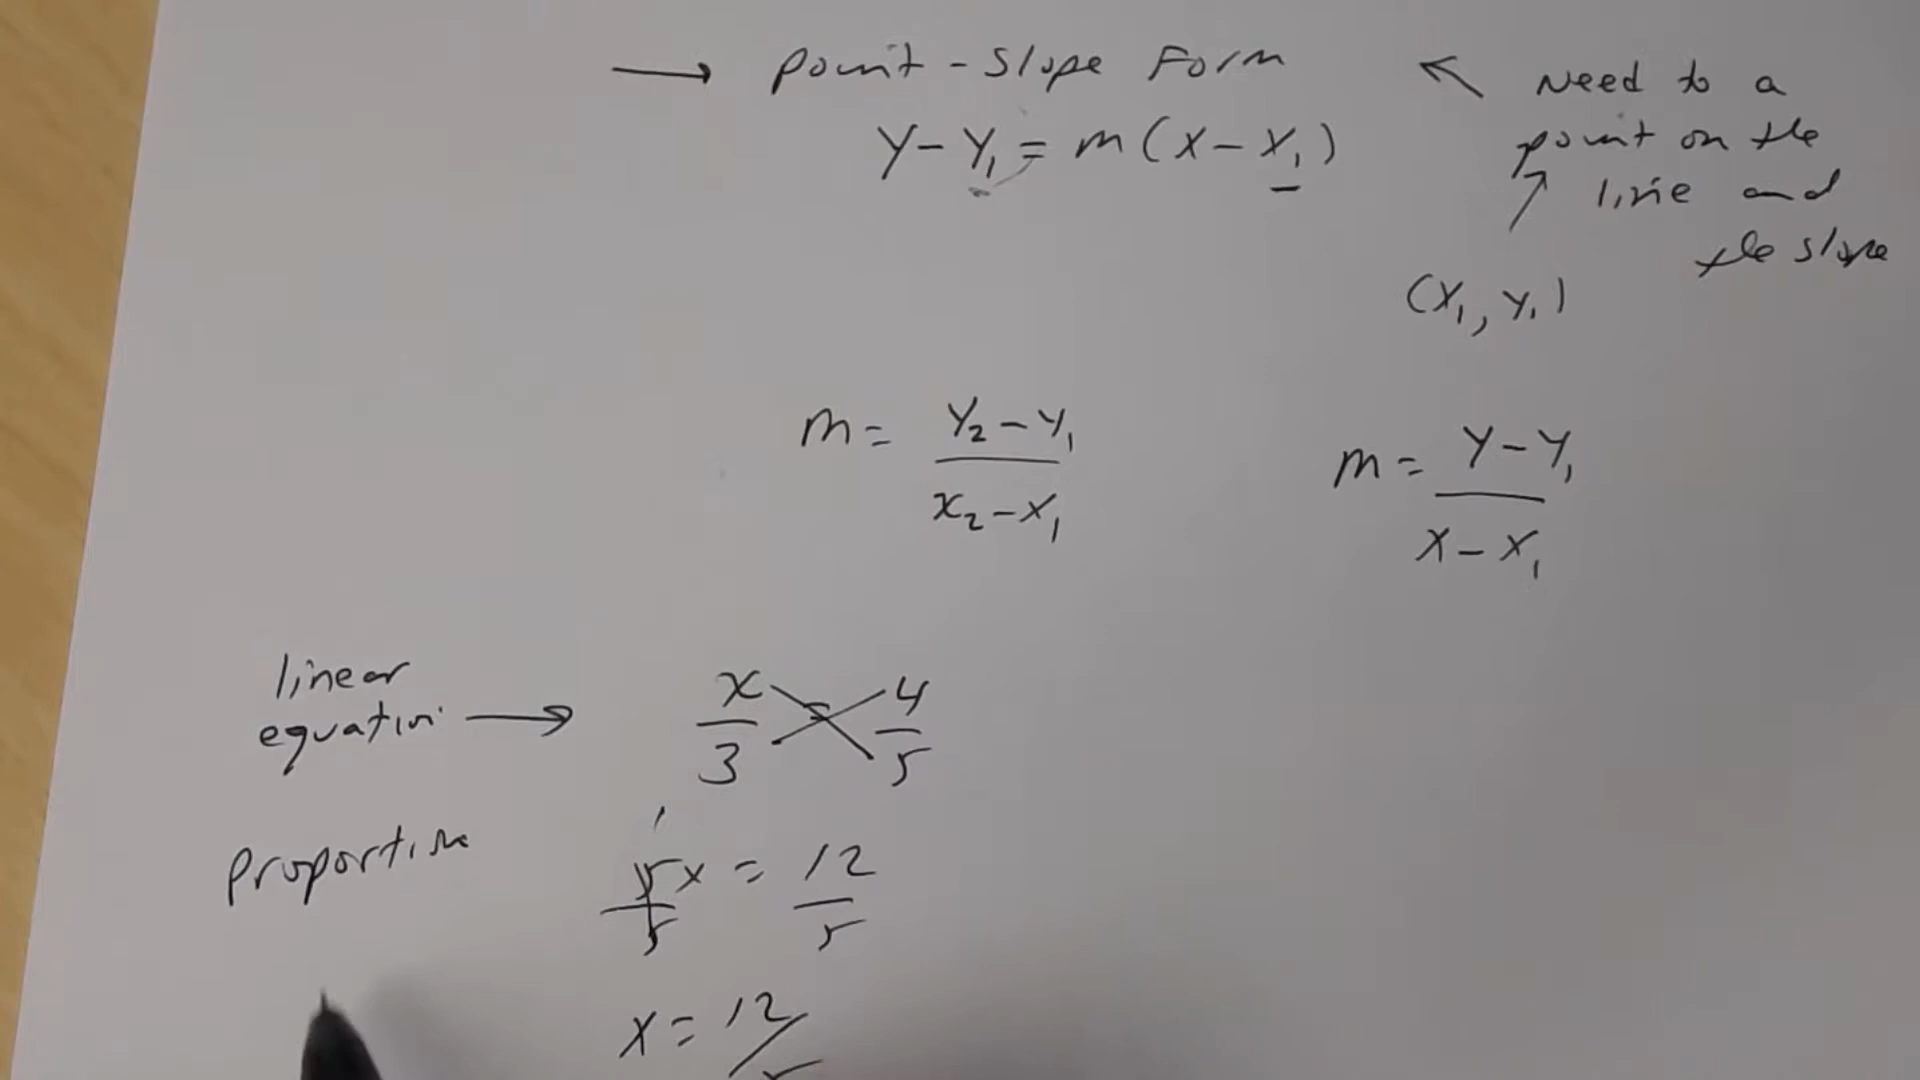 → Point - Slope Form
y - y₁ = m(x - x₁)
← Need to a
point on the
line and
the slope
(x₁, y₁)
m = y₂ - y₁ / x₂ - x₁
m = y - y₁ / x - x₁
linear
equation →
x/3 = 4/5
Proportion
5x/5 = 12/5
x = 12/5